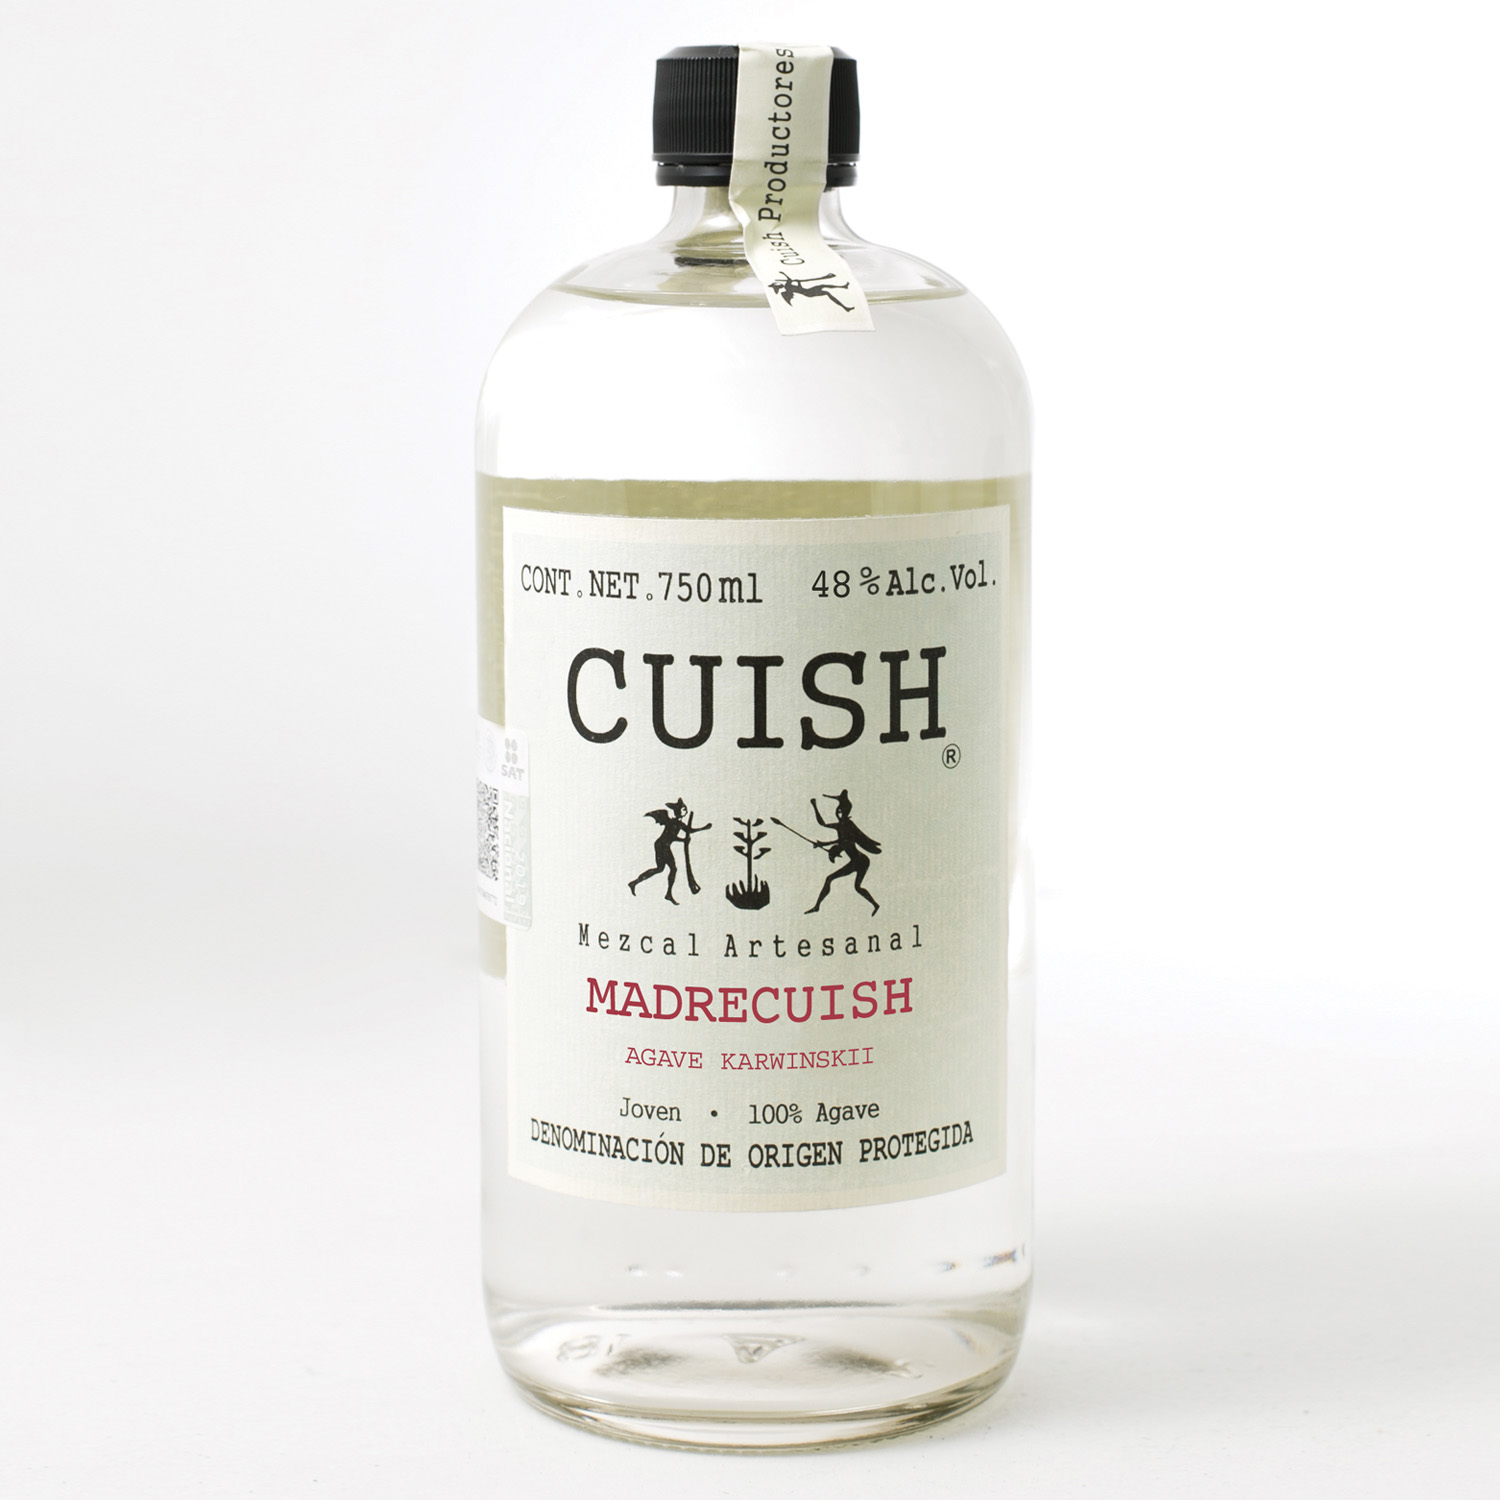 Cuish Productores
CONT.NET.750ml 48%Alc.Vol.
CUISH
®
SAT
Nacional
Mezcal Artesanal
MADRECUISH
AGAVE KARWINSKII
Joven • 100% Agave
DENOMINACIÓN DE ORIGEN PROTEGIDA